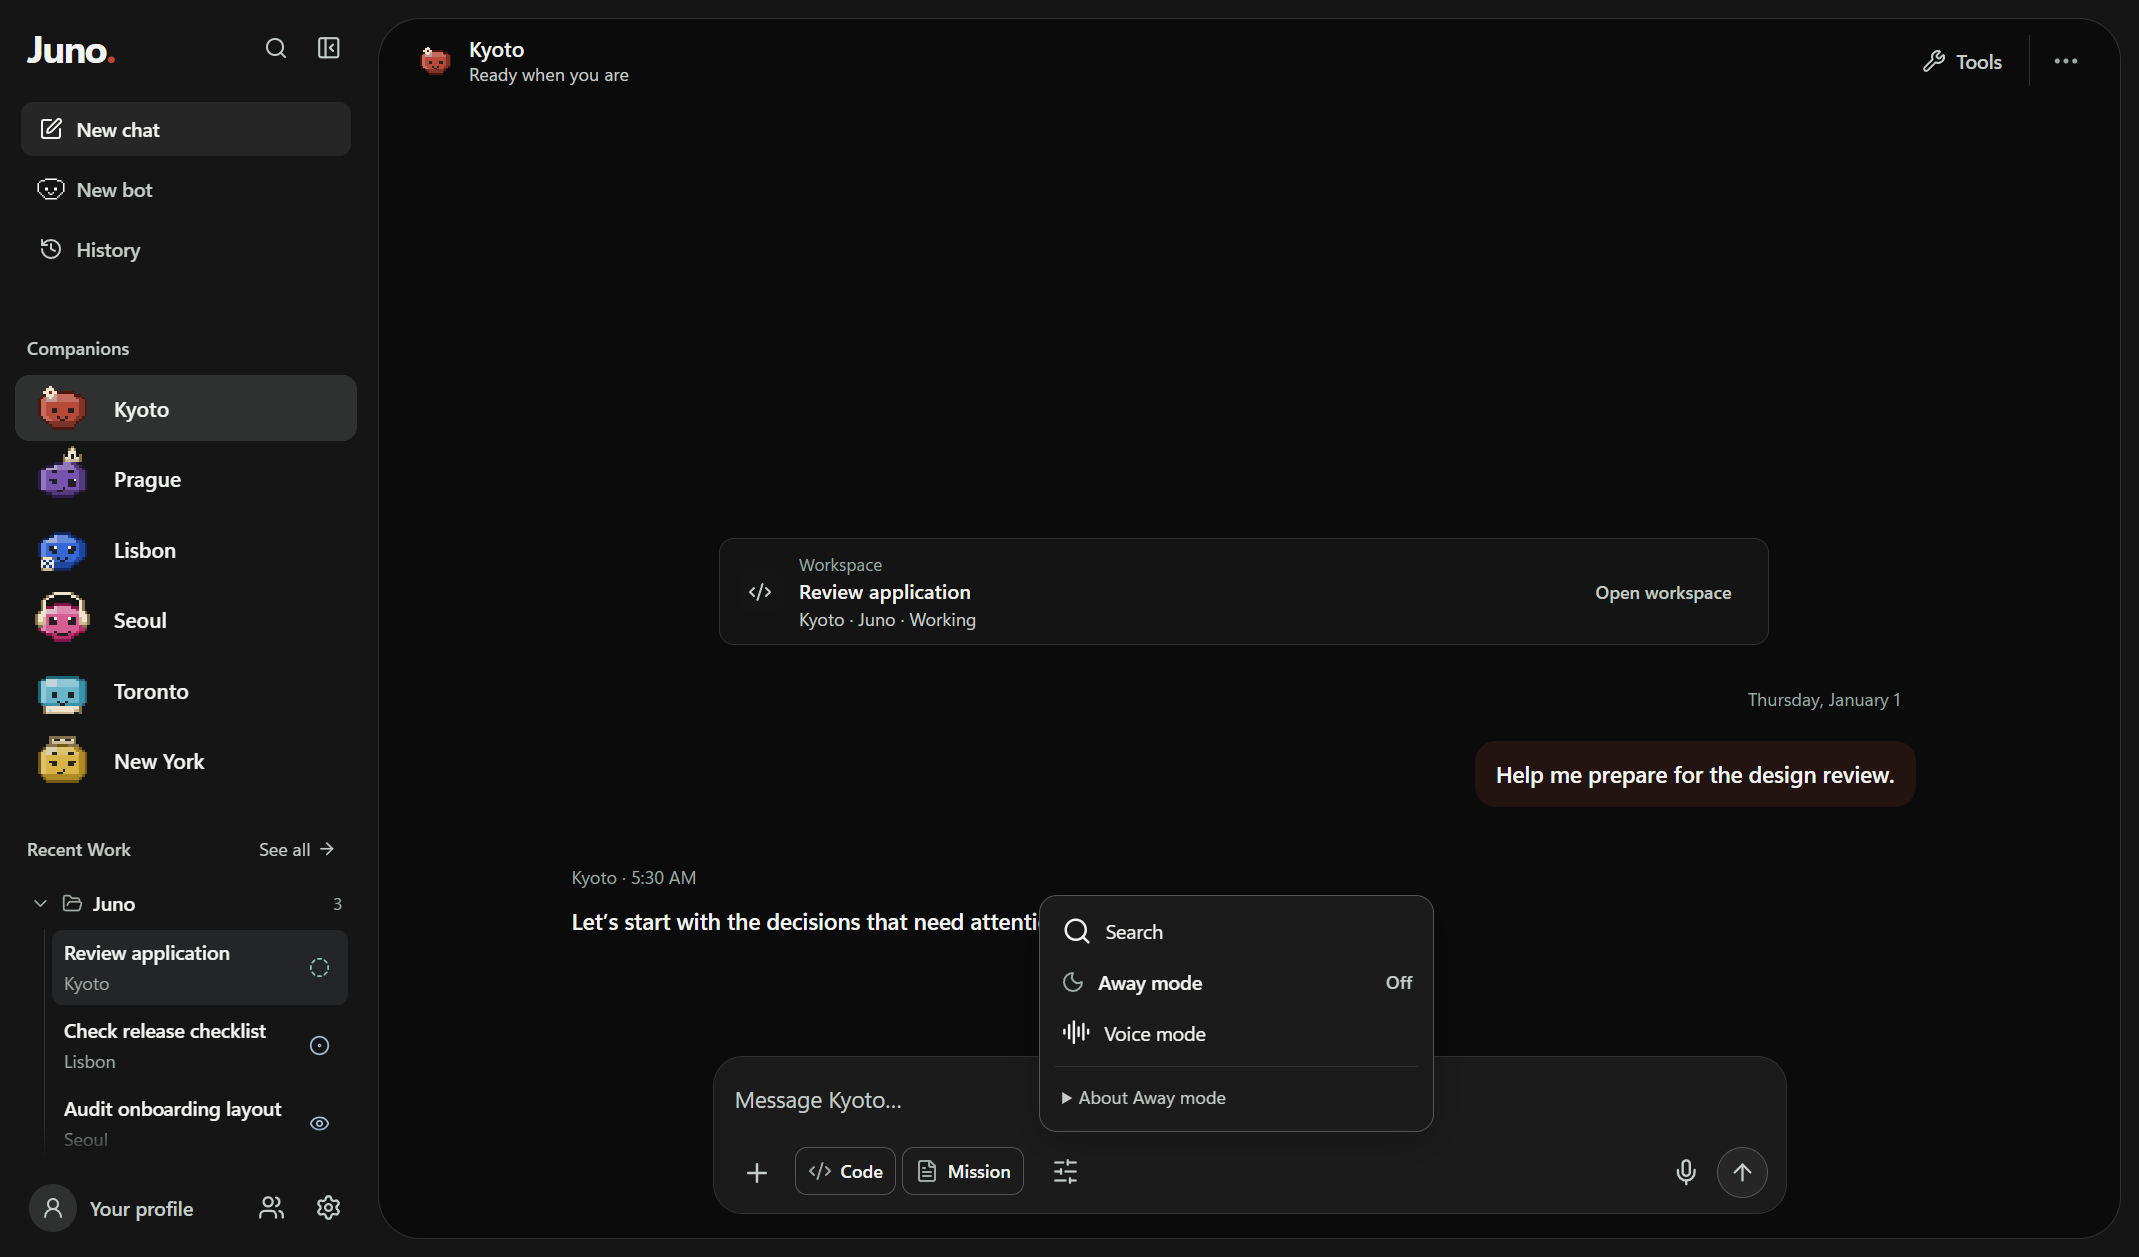 Juno.
New chat
New bot
History
Companions
Kyoto
Prague
Lisbon
Seoul
Toronto
New York
Recent Work
See all →
Juno 3
Review application
Kyoto
Check release checklist
Lisbon
Audit onboarding layout
Seoul
Your profile
Kyoto
Ready when you are
Tools
Workspace
Review application
Kyoto · Juno · Working
Open workspace
Thursday, January 1
Help me prepare for the design review.
Kyoto · 5:30 AM
Let’s start with the decisions that need
Search
Away mode Off
Voice mode
About Away mode
Message Kyoto...
Code
Mission